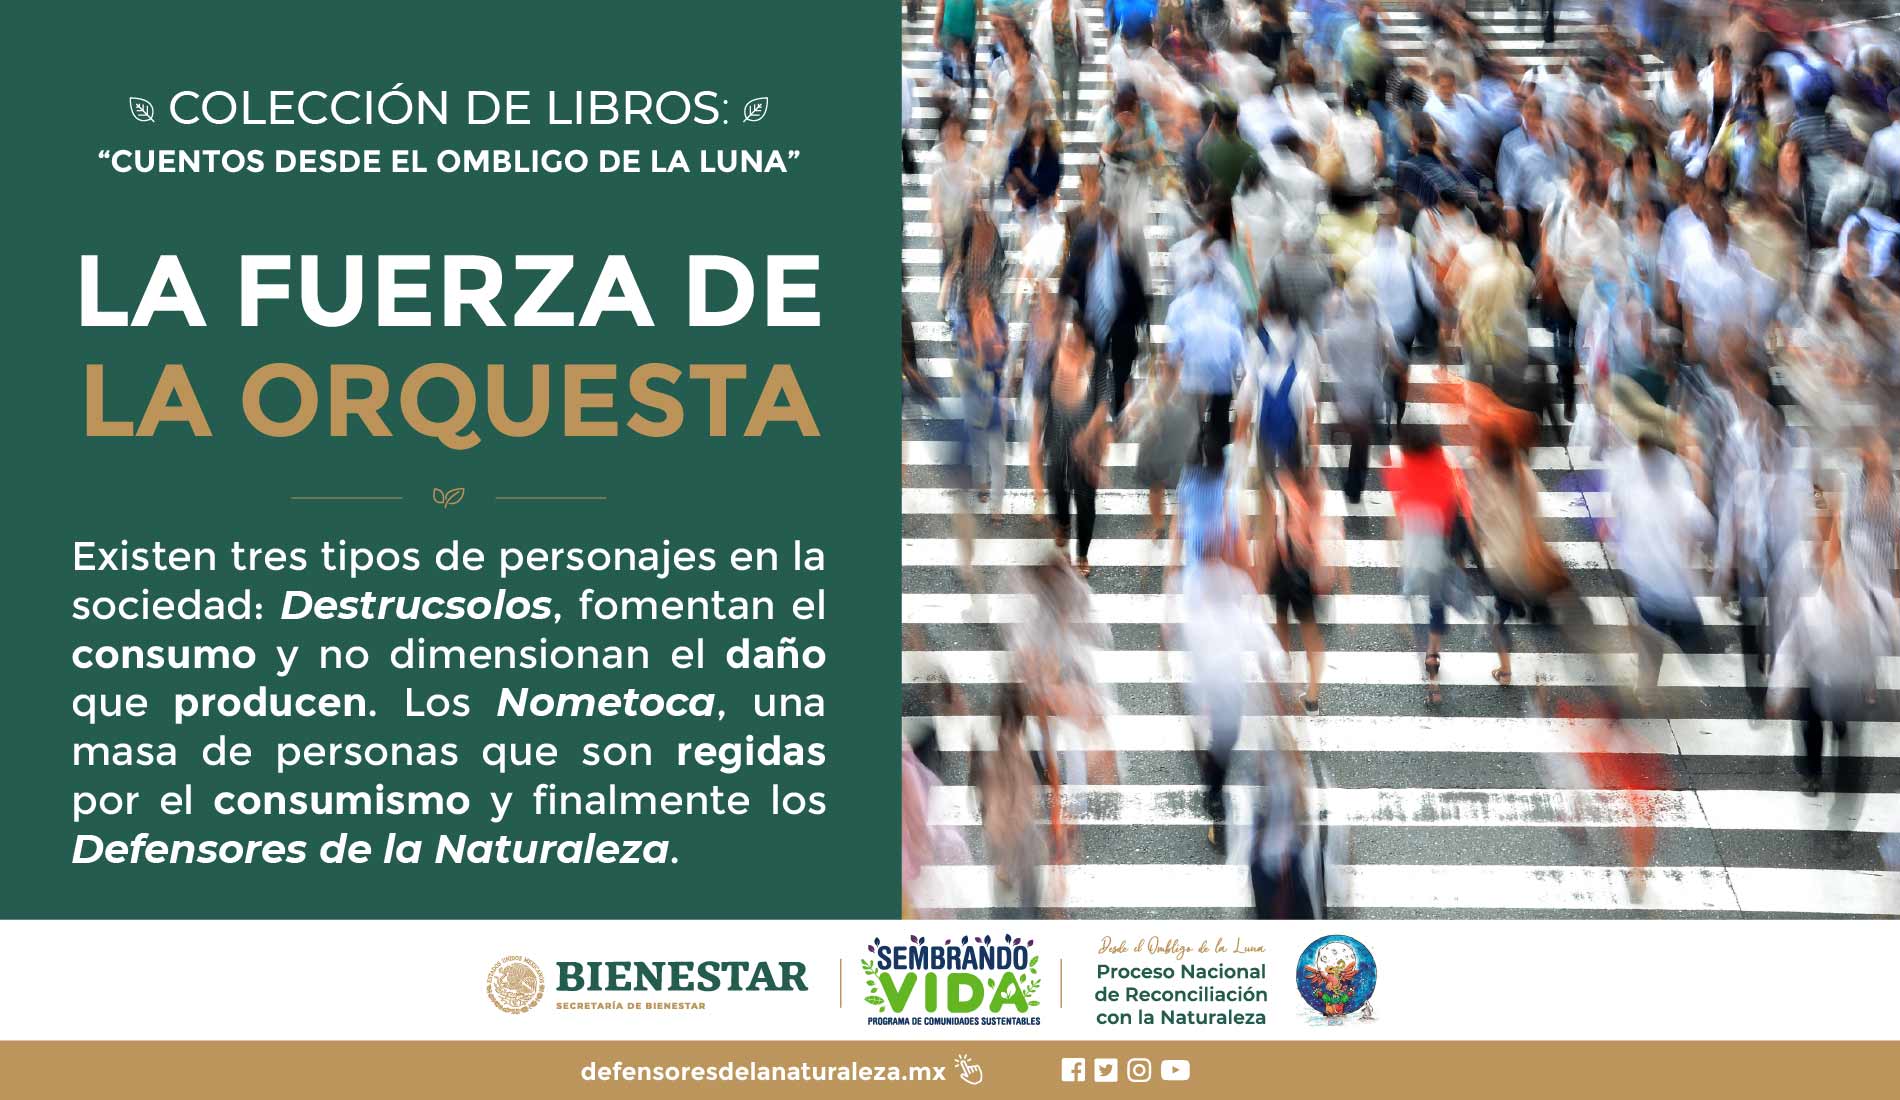 COLECCIÓN DE LIBROS:
“CUENTOS DESDE EL OMBLIGO DE LA LUNA”
LA FUERZA DE
LA ORQUESTA
Existen tres tipos de personajes en la
sociedad: Destrucsolos, fomentan el
consumo y no dimensionan el daño
que producen. Los Nometoca, una
masa de personas que son regidas
por el consumismo y finalmente los
Defensores de la Naturaleza.
ESTADOS UNIDOS MEXICANOS
BIENESTAR
SECRETARÍA DE BIENESTAR
SEMBRANDO
VIDA
PROGRAMA DE COMUNIDADES SUSTENTABLES
Desde el Ombligo de la Luna
Proceso Nacional
de Reconciliación
con la Naturaleza
defensoresdelanaturaleza.mx